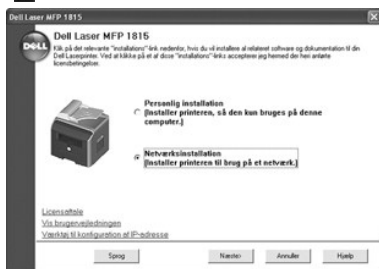 Dell Laser MFP 1815
Dell Laser MFP 1815
DELL
Klik på det relevante "installations"-link nedenfor, hvis du vil installere al relateret software og dokumentation til din
Dell Laserprinter. Ved at klikke på et af disse "installations"-links accepterer jeg hermed der heri anførte
licensbetingelser.
Personlig installation
(Installer printeren, så den kun bruges på denne
computer.)
Netværksinstallation
(Installer printeren til brug på et netværk.)
Licensaftale
Vis brugervejledningen
Værktøj til konfiguration af IP-adresse
Sprog
Næste>
Annuller
Hjælp